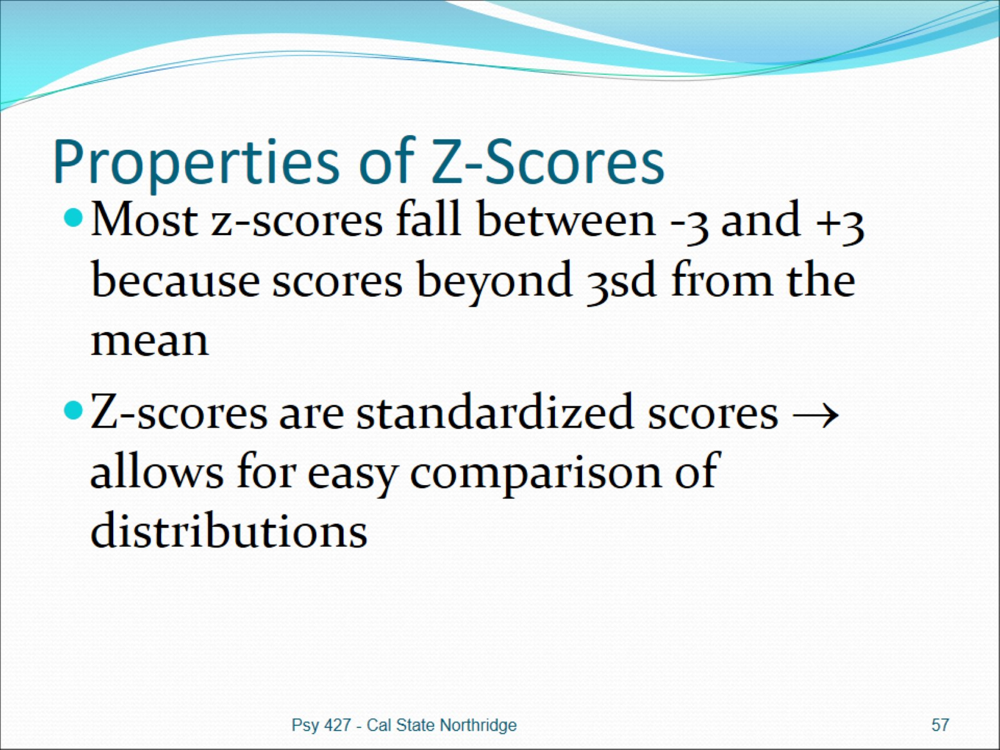 Properties of Z-Scores
•Most z-scores fall between -3 and +3
because scores beyond 3sd from the
mean
•Z-scores are standardized scores →
allows for easy comparison of
distributions
Psy 427 - Cal State Northridge
57